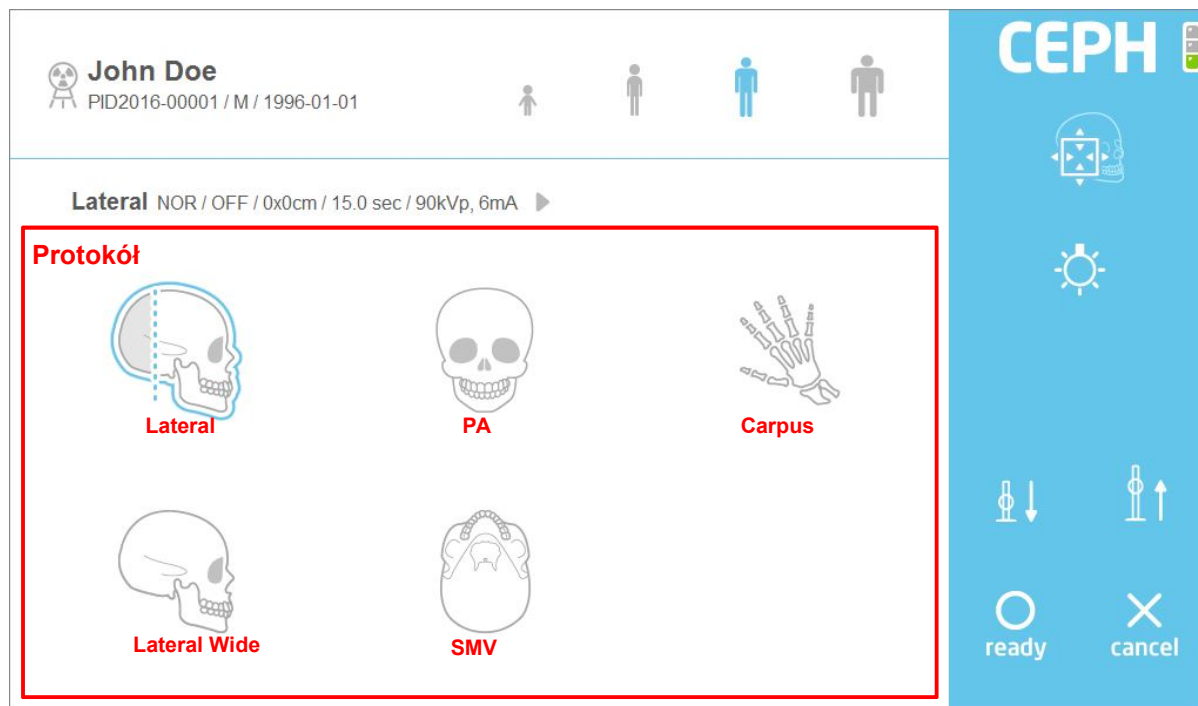 John Doe
PID2016-00001 / M / 1996-01-01
Lateral NOR / OFF / 0x0cm / 15.0 sec / 90kVp, 6mA
Protokół
Lateral
PA
Carpus
Lateral Wide
SMV
CEPH
ready
cancel